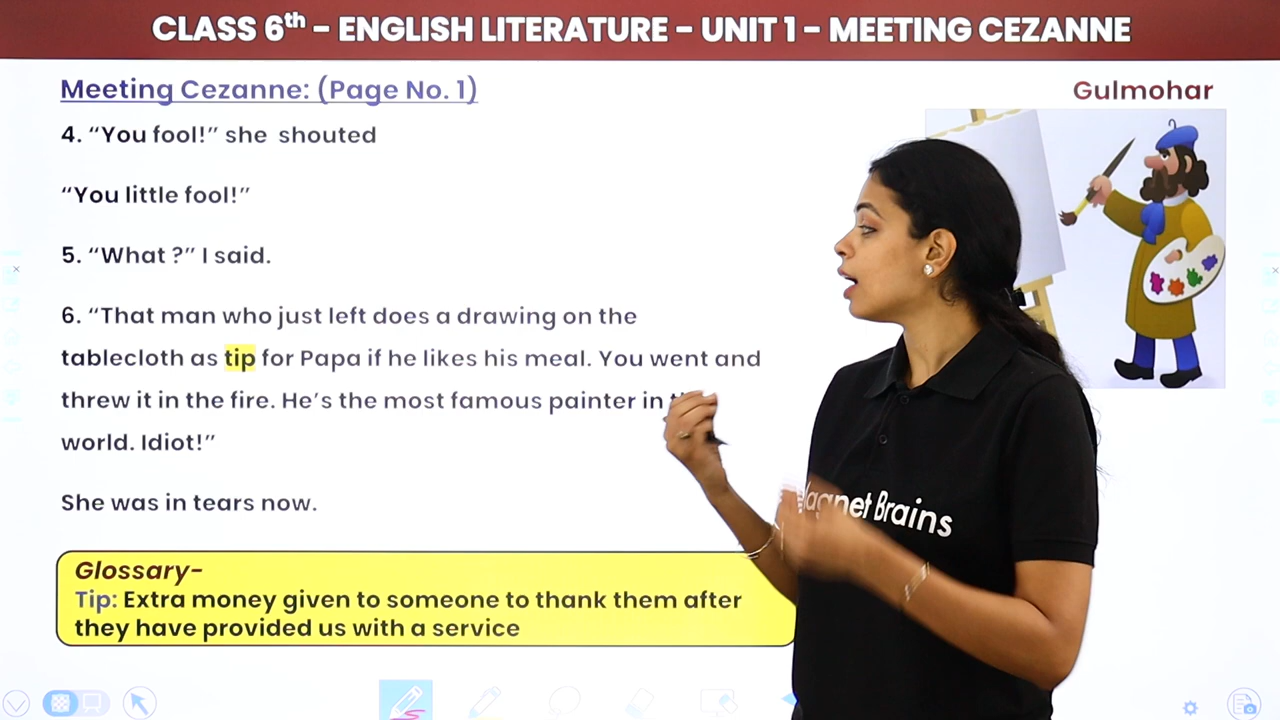 CLASS 6th – ENGLISH LITERATURE – UNIT 1 – MEETING CEZANNE
Meeting Cezanne: (Page No. 1)
Gulmohar
4. “You fool!” she shouted
“You little fool!”
5. “What ?” I said.
6. “That man who just left does a drawing on the
tablecloth as tip for Papa if he likes his meal. You went and
threw it in the fire. He’s the most famous painter in
world. Idiot!”
She was in tears now.
Glossary-
Tip: Extra money given to someone to thank them after
they have provided us with a service
Magnet Brains